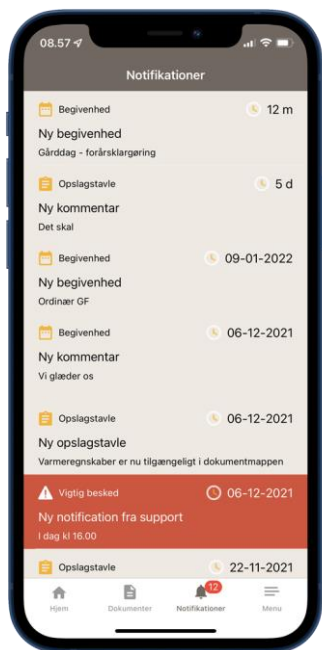 08.57
Notifikationer
Begivenhed 12 m
Ny begivenhed
Gårddag - forårsklargøring
Opslagstavle 5 d
Ny kommentar
Det skal
Begivenhed 09-01-2022
Ny begivenhed
Ordinær GF
Begivenhed 06-12-2021
Ny kommentar
Vi glæder os
Opslagstavle 06-12-2021
Ny opslagstavle
Varmeregnskaber er nu tilgængeligt i dokumentmappen
Vigtig besked 06-12-2021
Ny notification fra support
I dag kl 16.00
Opslagstavle 22-11-2021
12
Hjem Dokumenter Notifikationer Menu